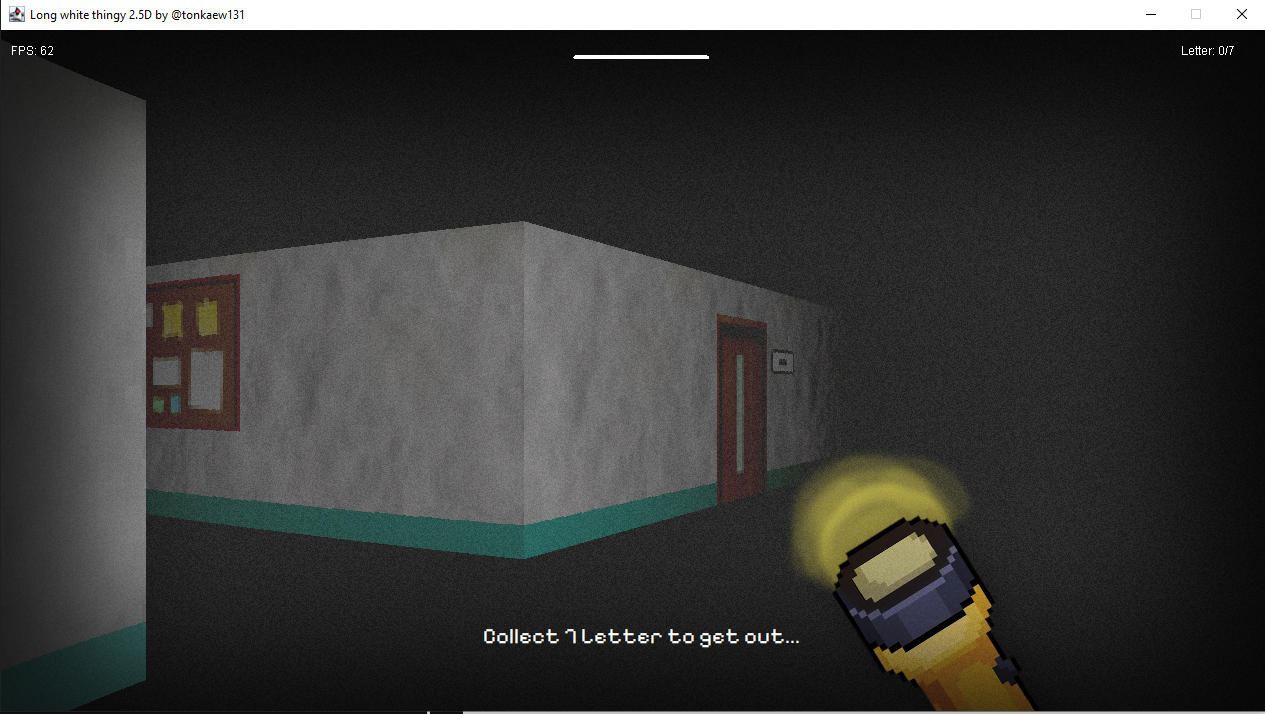 Long white thingy 2.5D by @tonkaew131
FPS: 62
Letter: 0/7
Collect 7 Letter to get out...